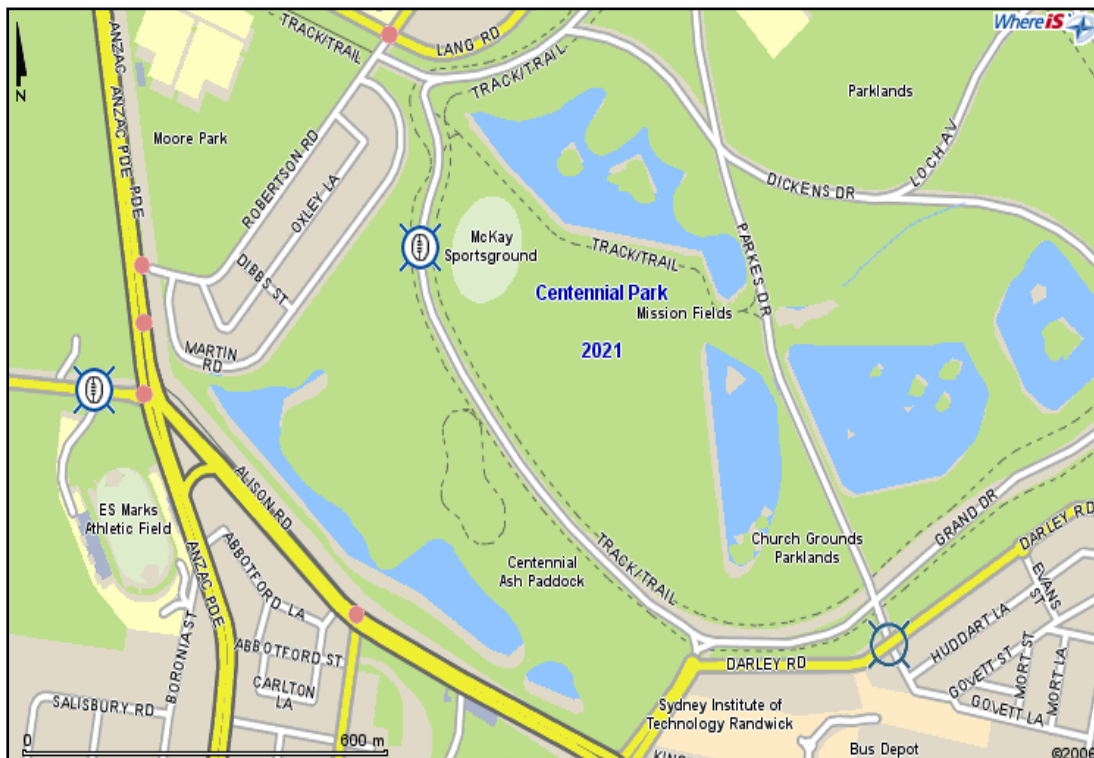 WhereiS
N
ANZAC
ANZAC PDE
PDE
TRACK/TRAIL
LANG RD
TRACK/TRAIL
Parklands
Moore Park
LOCH AV
ROBERTSON RD
OXLEY LA
DICKENS DR
McKay
Sportsground
PARKES DR
TRACK/TRAIL
DIBBS ST
Centennial Park
Mission Fields
2021
MARTIN
RD
ALISON RD
ES Marks
Athletic Field
GRAND DR
DARLEY RD
Church Grounds
Parklands
ANZAC PDE
ABBOTFORD LA
Centennial
Ash Paddock
TRACK/TRAIL
EVANS
ST
HUDDART LA
BORONIA ST
ABBOTFORD ST
DARLEY RD
GOVETT ST
MORT ST
MORT LA
CARLTON
LA
SALISBURY RD
Sydney Institute of
Technology Randwick
GOVETT LA
0
600 m
Bus Depot
©2006